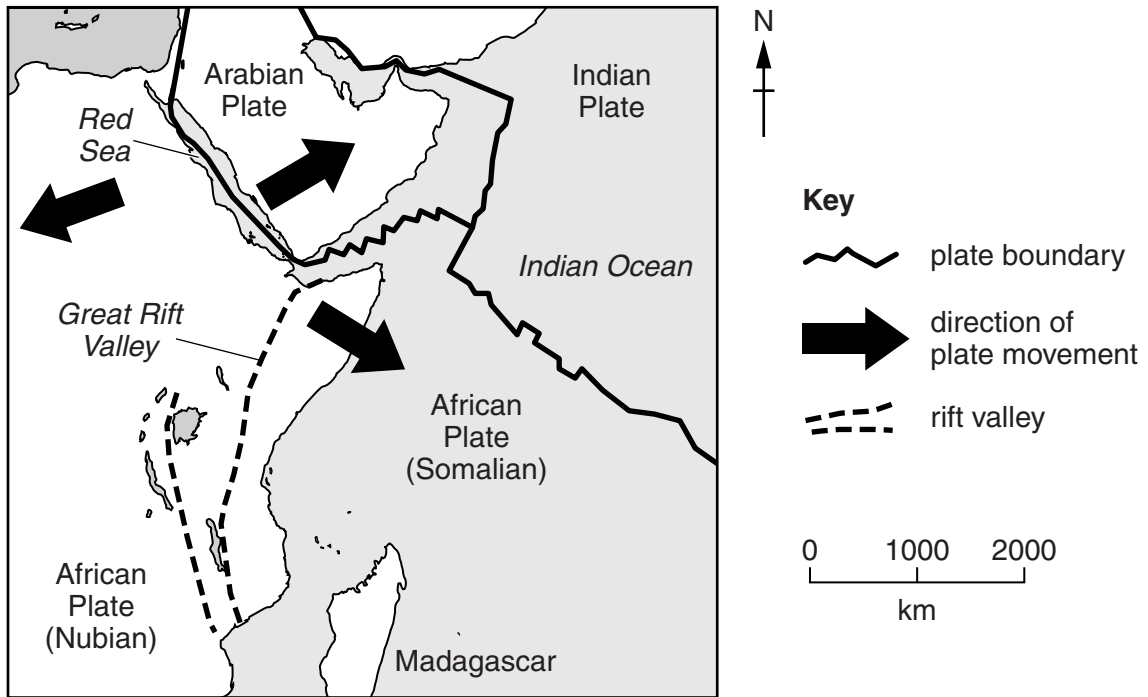 Arabian
Plate
Indian
Plate
Red
Sea
Indian Ocean
Great Rift
Valley
African
Plate
(Somalian)
African
Plate
(Nubian)
Madagascar
N
Key
plate boundary
direction of
plate movement
rift valley
0 1000 2000
km